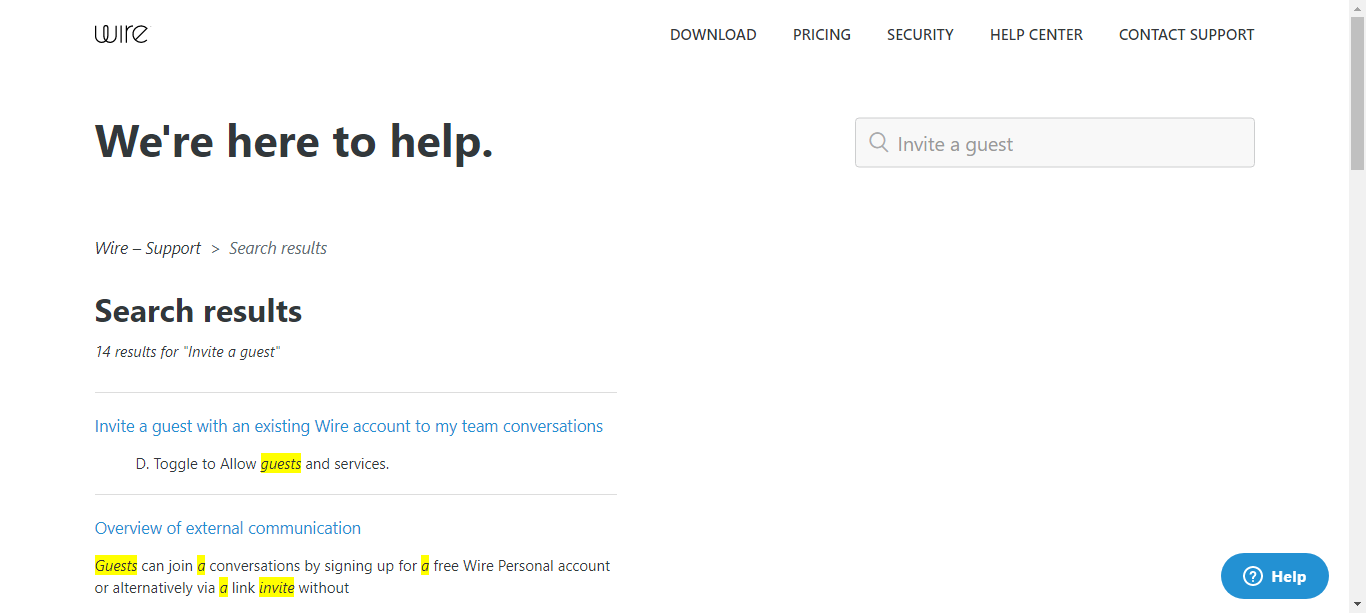 wire
DOWNLOAD PRICING SECURITY HELP CENTER CONTACT SUPPORT
We're here to help.
Invite a guest
Wire – Support > Search results
Search results
14 results for "Invite a guest"
Invite a guest with an existing Wire account to my team conversations
D. Toggle to Allow guests and services.
Overview of external communication
Guests can join a conversations by signing up for a free Wire Personal account
or alternatively via a link invite without
Help